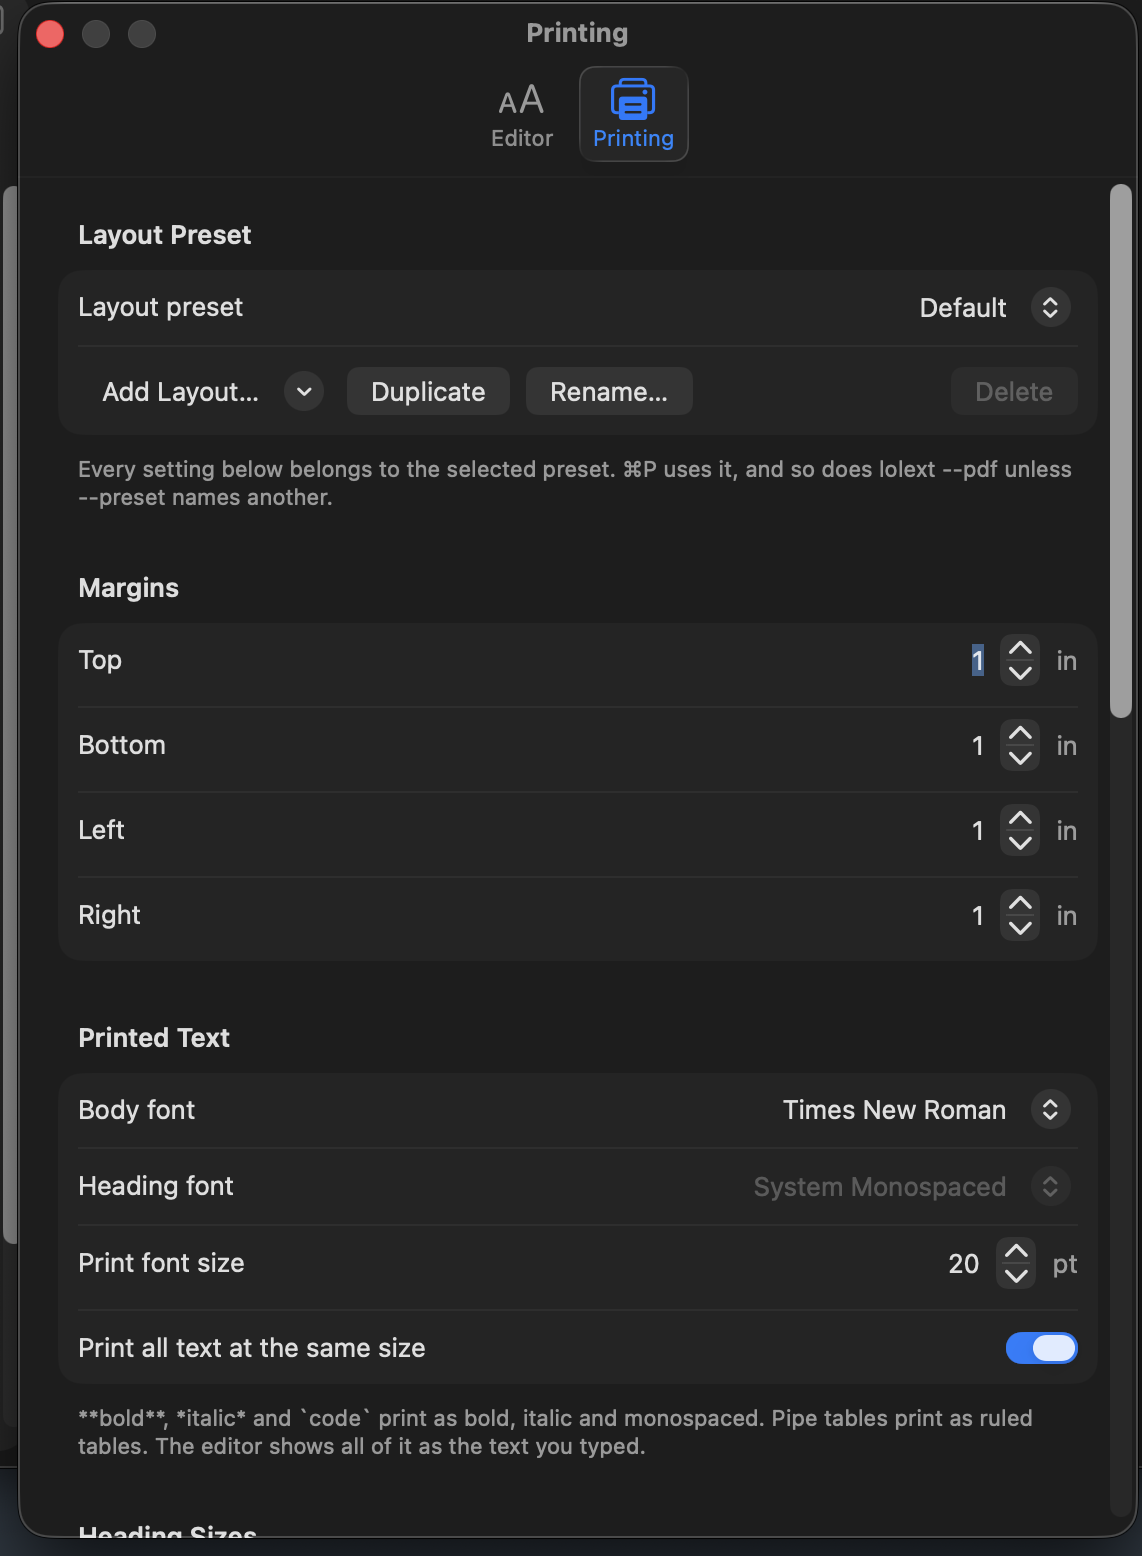 Printing
AA
Editor
Printing
Layout Preset
Layout preset
Default
Add Layout...
Duplicate
Rename...
Delete
Every setting below belongs to the selected preset. ⌘P uses it, and so does lolext --pdf unless
--preset names another.
Margins
Top
1
in
Bottom
1
in
Left
1
in
Right
1
in
Printed Text
Body font
Times New Roman
Heading font
System Monospaced
Print font size
20
pt
Print all text at the same size
**bold**, *italic* and `code` print as bold, italic and monospaced. Pipe tables print as ruled
tables. The editor shows all of it as the text you typed.
Heading Sizes